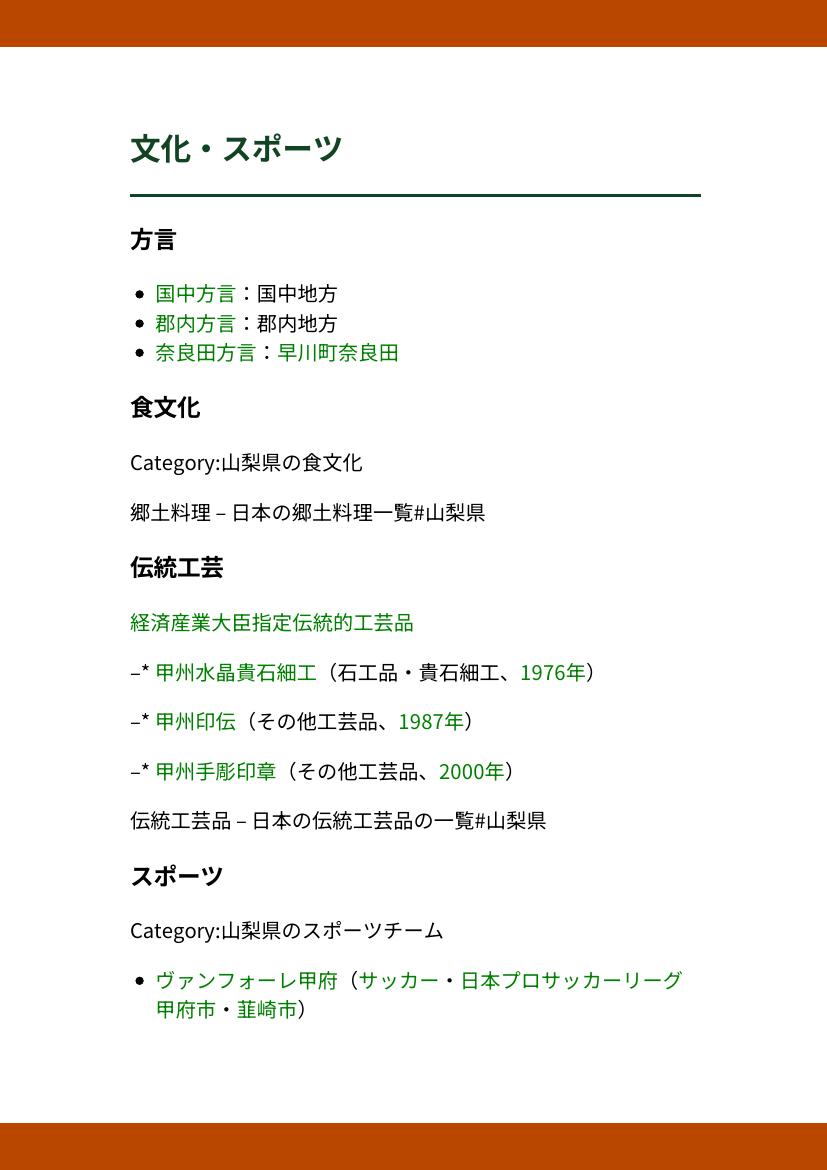 文化・スポーツ
方言
• 国中方言：国中地方
• 郡内方言：郡内地方
• 奈良田方言：早川町奈良田
食文化
Category:山梨県の食文化
郷土料理 – 日本の郷土料理一覧#山梨県
伝統工芸
経済産業大臣指定伝統的工芸品
–* 甲州水晶貴石細工（石工品・貴石細工、1976年）
–* 甲州印伝（その他工芸品、1987年）
–* 甲州手彫印章（その他工芸品、2000年）
伝統工芸品 – 日本の伝統工芸品の一覧#山梨県
スポーツ
Category:山梨県のスポーツチーム
• ヴァンフォーレ甲府（サッカー・日本プロサッカーリーグ
甲府市・韮崎市）